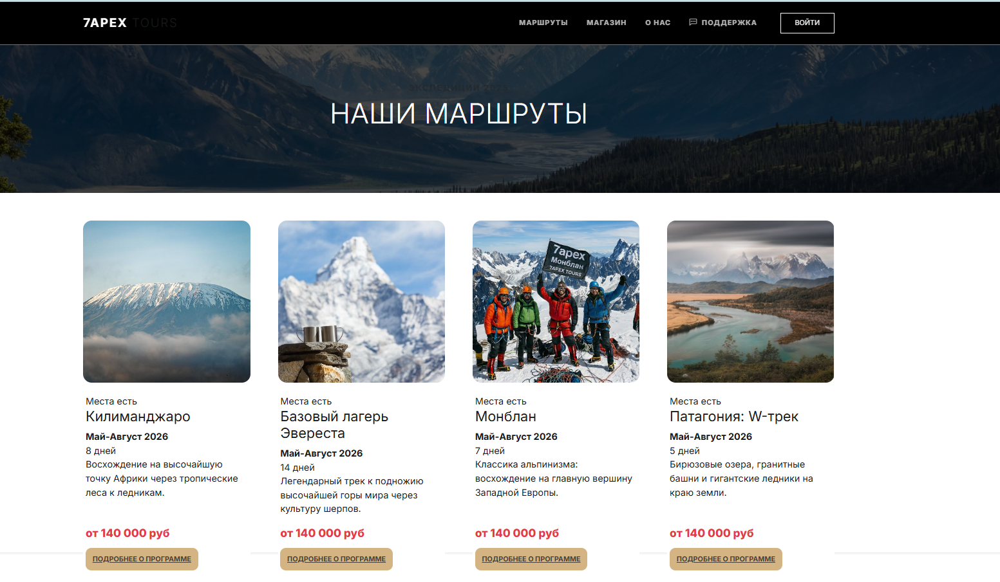 7APEX TOURS
МАРШРУТЫ
МАГАЗИН
О НАС
ПОДДЕРЖКА
ВОЙТИ
ЭКСПЕДИЦИИ 2026
НАШИ МАРШРУТЫ
7apex
Монблан
7APEX TOURS
Места есть
Килиманджаро
Май-Август 2026
8 дней
Восхождение на высочайшую
точку Африки через тропические
леса к ледникам.
от 140 000 руб
ПОДРОБНЕЕ О ПРОГРАММЕ
Места есть
Базовый лагерь
Эвереста
Май-Август 2026
14 дней
Легендарный трек к подножию
высочайшей горы мира через
культуру шерпов.
от 140 000 руб
ПОДРОБНЕЕ О ПРОГРАММЕ
Места есть
Монблан
Май-Август 2026
7 дней
Классика альпинизма:
восхождение на главную вершину
Западной Европы.
от 140 000 руб
ПОДРОБНЕЕ О ПРОГРАММЕ
Места есть
Патагония: W-трек
Май-Август 2026
5 дней
Бирюзовые озера, гранитные
башни и гигантские ледники на
краю земли.
от 140 000 руб
ПОДРОБНЕЕ О ПРОГРАММЕ